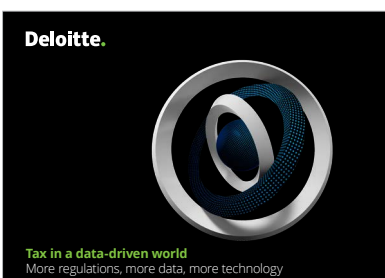 Deloitte.
Tax in a data-driven world
More regulations, more data, more technology